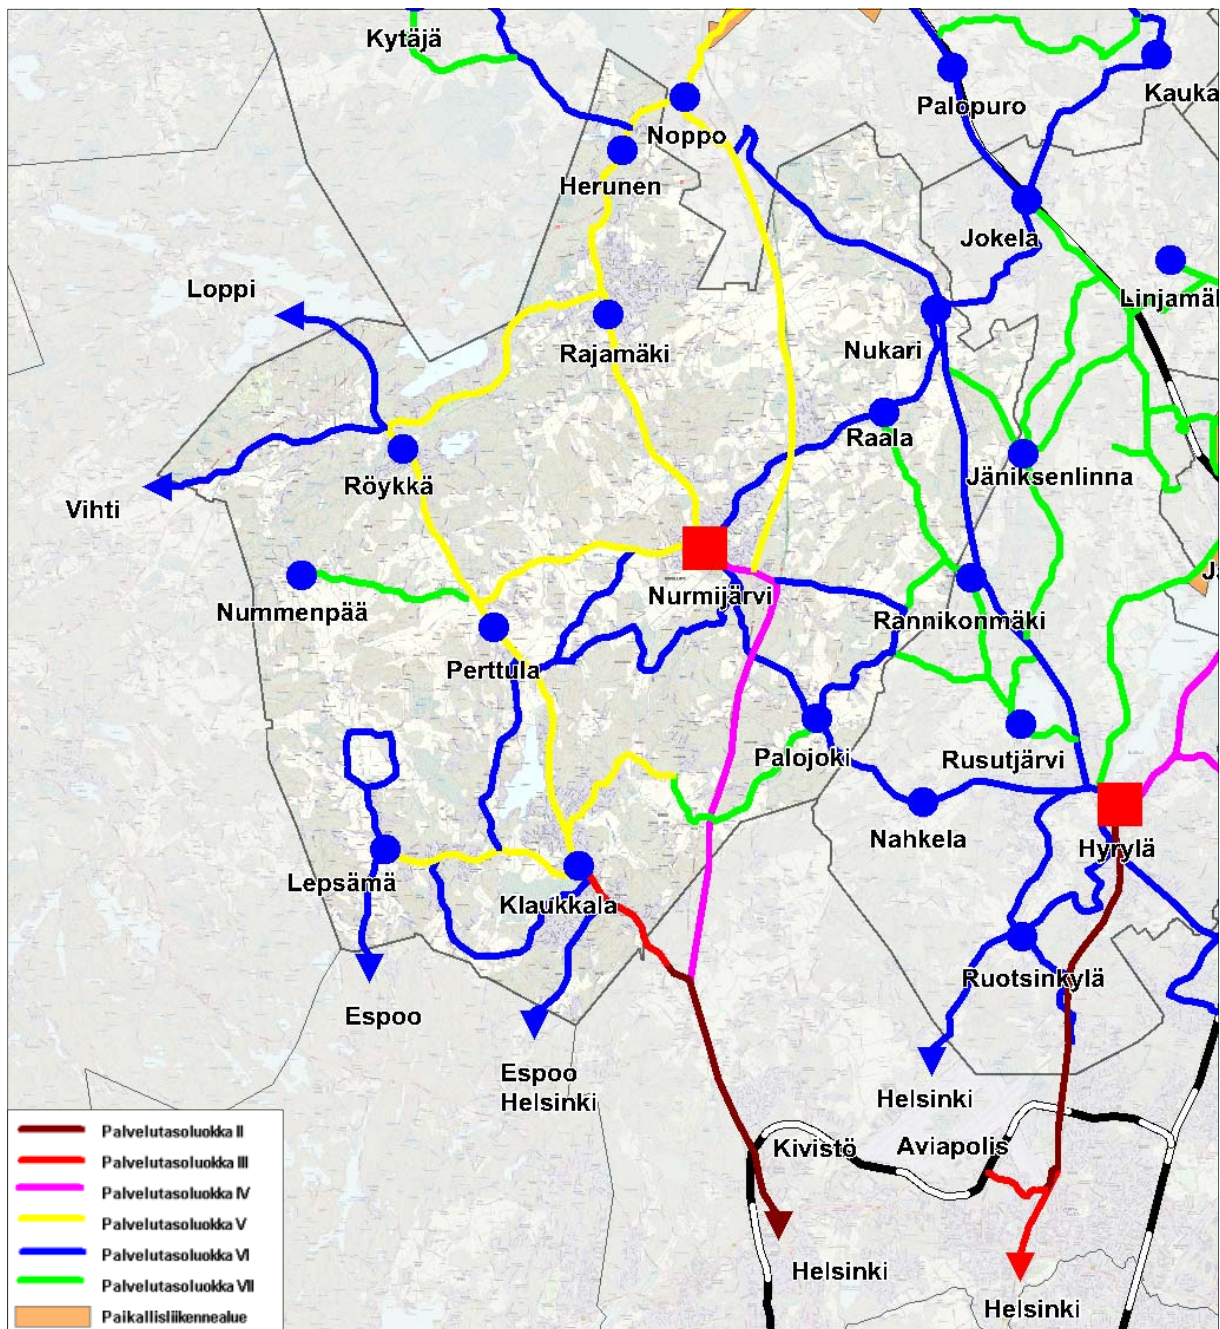 Kytäjä
Kauka
Palopuro
Noppo
Herunen
Jokela
Loppi
Linjamäl
Nukari
Rajamäki
Raala
Röykkä
Jäniksenlinna
Vihti
Nummenpää
Nurmijärvi
Jä
Rannikonmäki
Perttula
Palojoki
Rusutjärvi
Nahkela
Hyrylä
Lepsämä
Klaukkala
Ruotsinkylä
Espoo
Espoo
Helsinki
Helsinki
Kivistö
Aviapolis
Helsinki
Helsinki
Palvelutasoluokka II
Palvelutasoluokka III
Palvelutasoluokka IV
Palvelutasoluokka V
Palvelutasoluokka VI
Palvelutasoluokka VII
Paikallisliikennealue